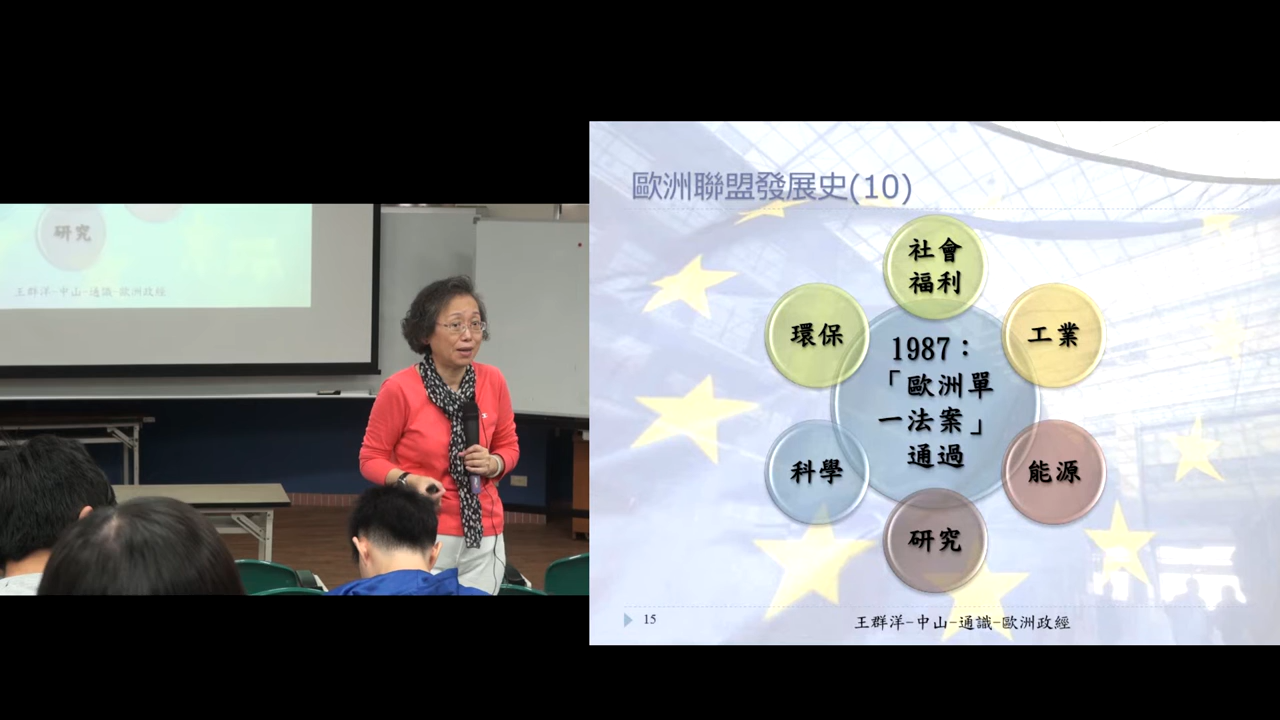 研究
王群洋-中山-通識-歐洲政經
歐洲聯盟發展史(10)
社會
福利
環保
工業
1987：
「歐洲單
一法案」
通過
科學
能源
研究
15
王群洋-中山-通識-歐洲政經